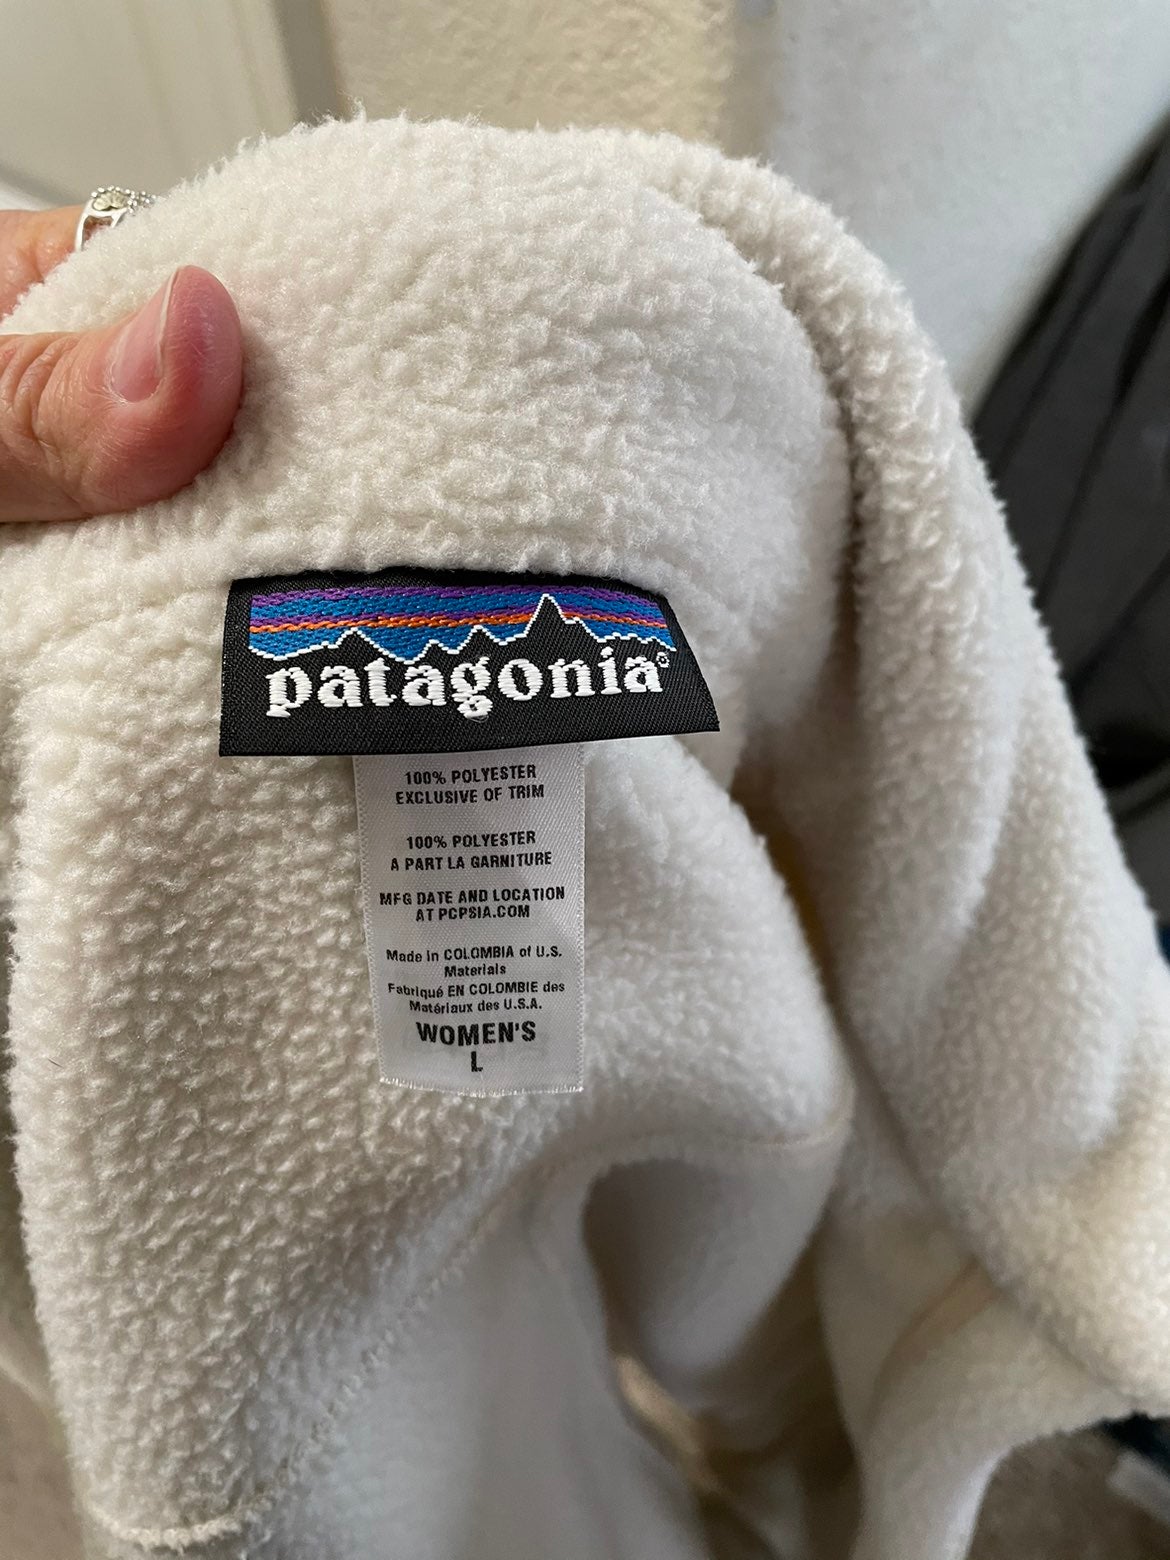 patagonia®
100% POLYESTER
EXCLUSIVE OF TRIM
100% POLYESTER
A PART LA GARNITURE
MFG DATE AND LOCATION
AT PCPSIA.COM
Made in COLOMBIA of U.S.
Materials
Fabriqué EN COLOMBIE des
Matériaux des U.S.A.
WOMEN'S
L